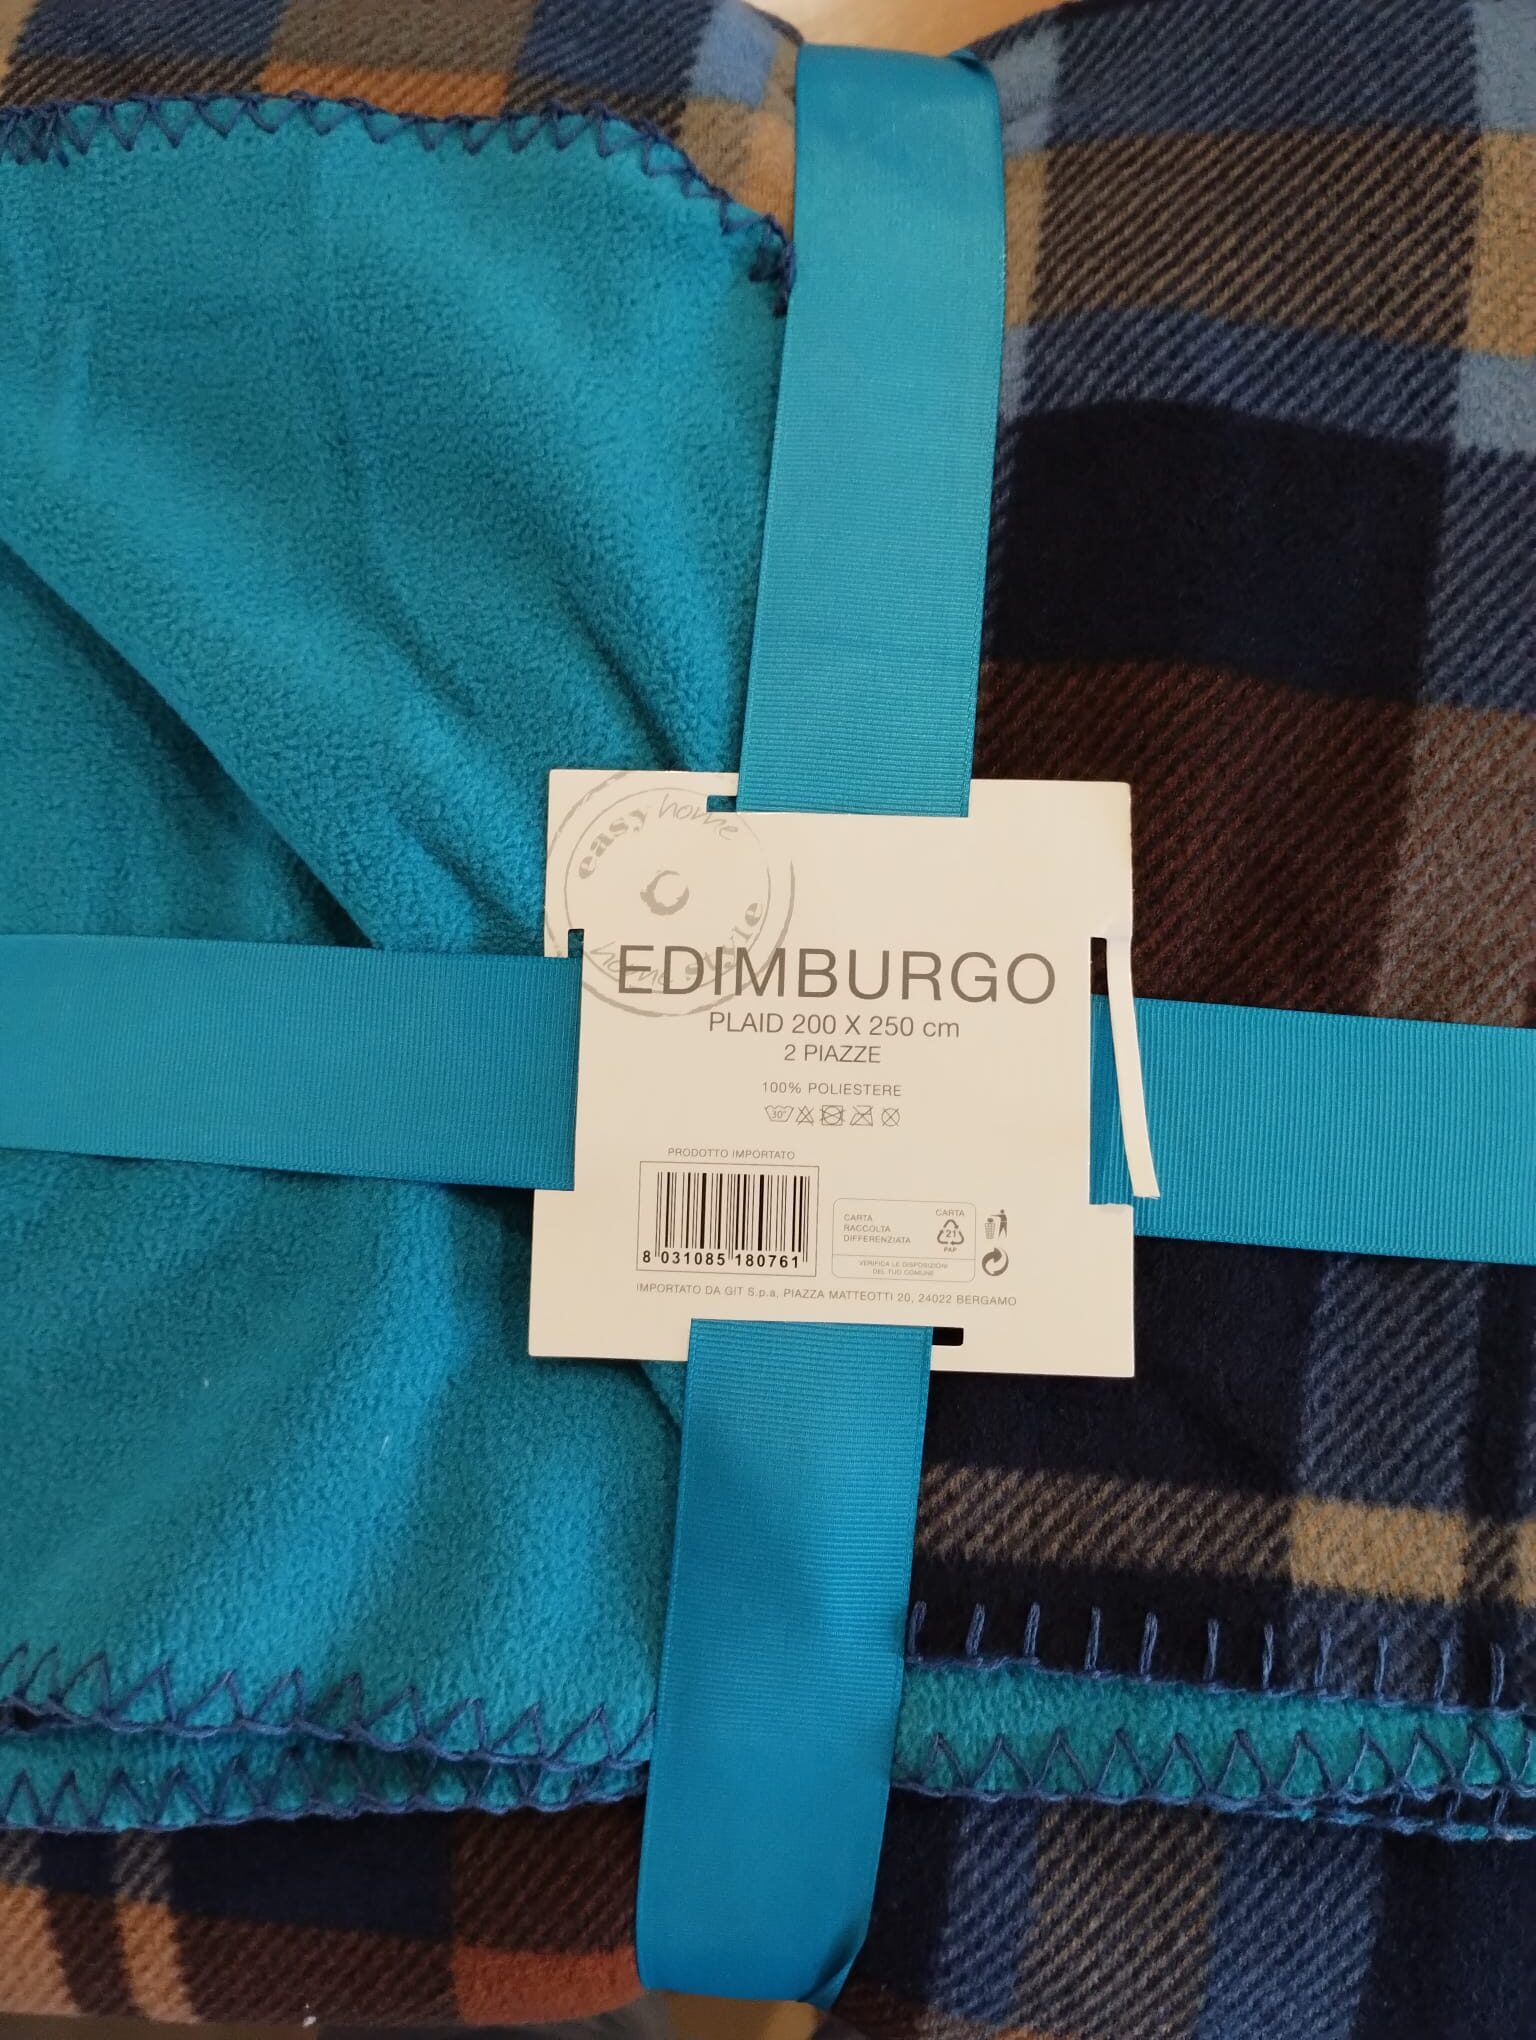 easy home
home style
EDIMBURGO
PLAID 200 X 250 cm
2 PIAZZE
100% POLIESTERE
30°
PRODOTTO IMPORTATO
8 031085 180761
CARTA
RACCOLTA
DIFFERENZIATA
CARTA
21
PAP
VERIFICA LE DISPOSIZIONI
DEL TUO COMUNE
IMPORTATO DA GIT S.p.a, PIAZZA MATTEOTTI 20, 24022 BERGAMO